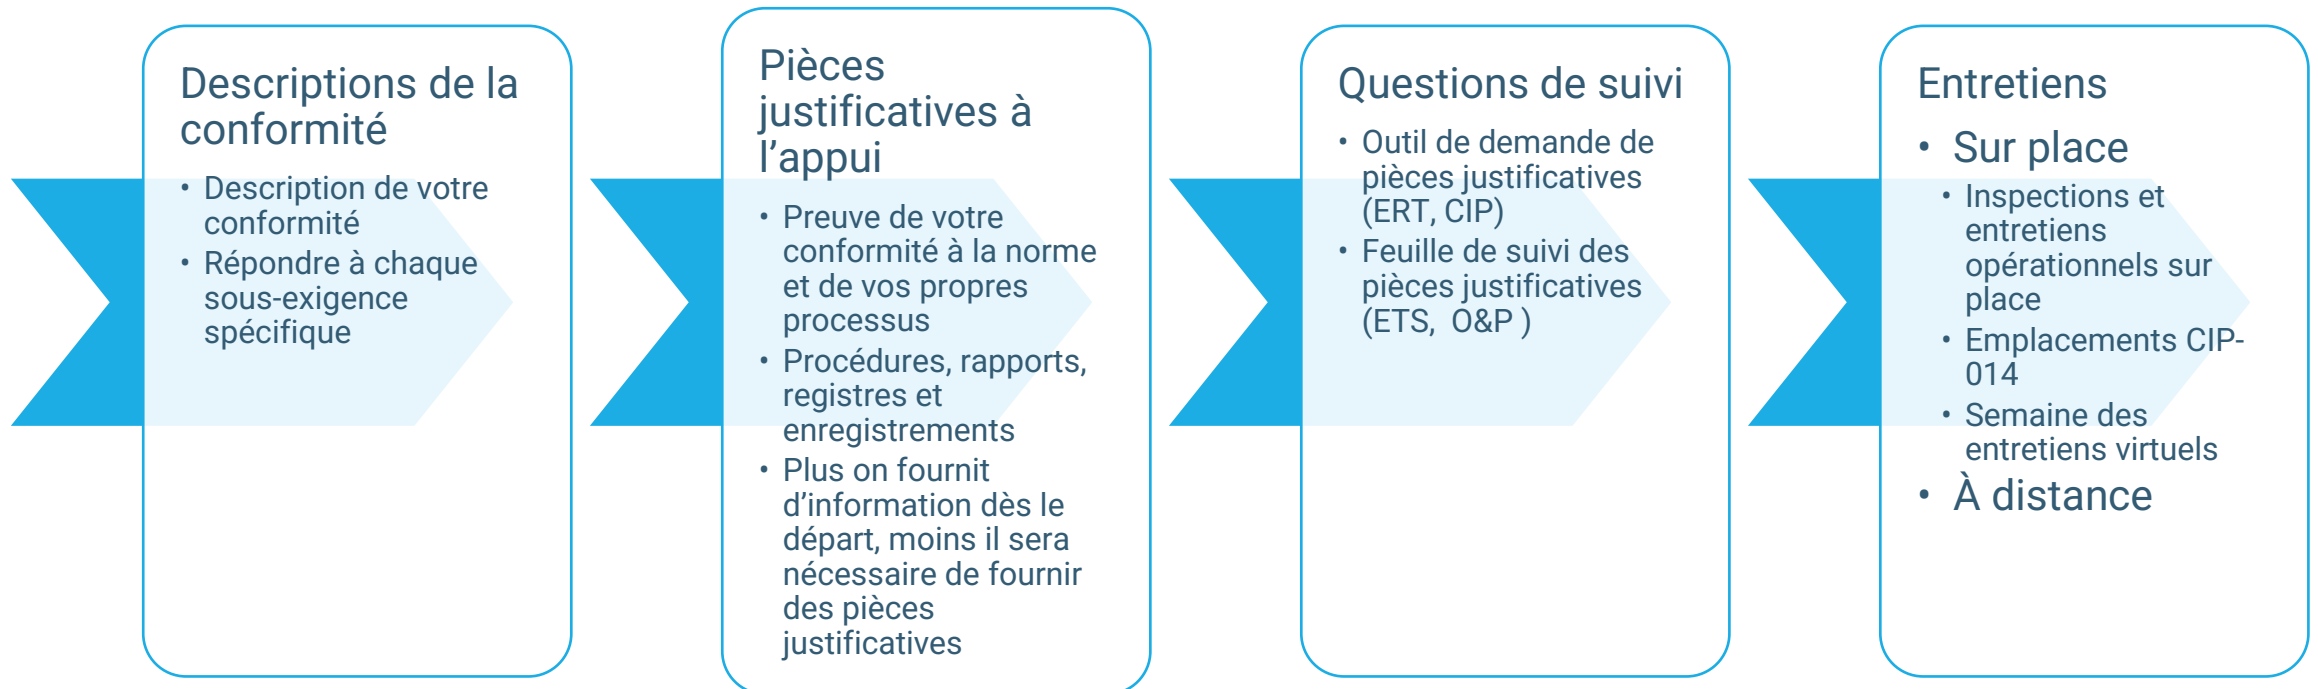 Descriptions de la
conformité
• Description de votre
conformité
• Répondre à chaque
sous-exigence
spécifique
Pièces
justificatives à
l’appui
• Preuve de votre
conformité à la norme
et de vos propres
processus
• Procédures, rapports,
registres et
enregistrements
• Plus on fournit
d’information dès le
départ, moins il sera
nécessaire de fournir
des pièces
justificatives
Questions de suivi
• Outil de demande de
pièces justificatives
(ERT, CIP)
• Feuille de suivi des
pièces justificatives
(ETS, O&P )
Entretiens
• Sur place
• Inspections et
entretiens
opérationnels sur
place
• Emplacements CIP-
014
• Semaine des
entretiens virtuels
• À distance